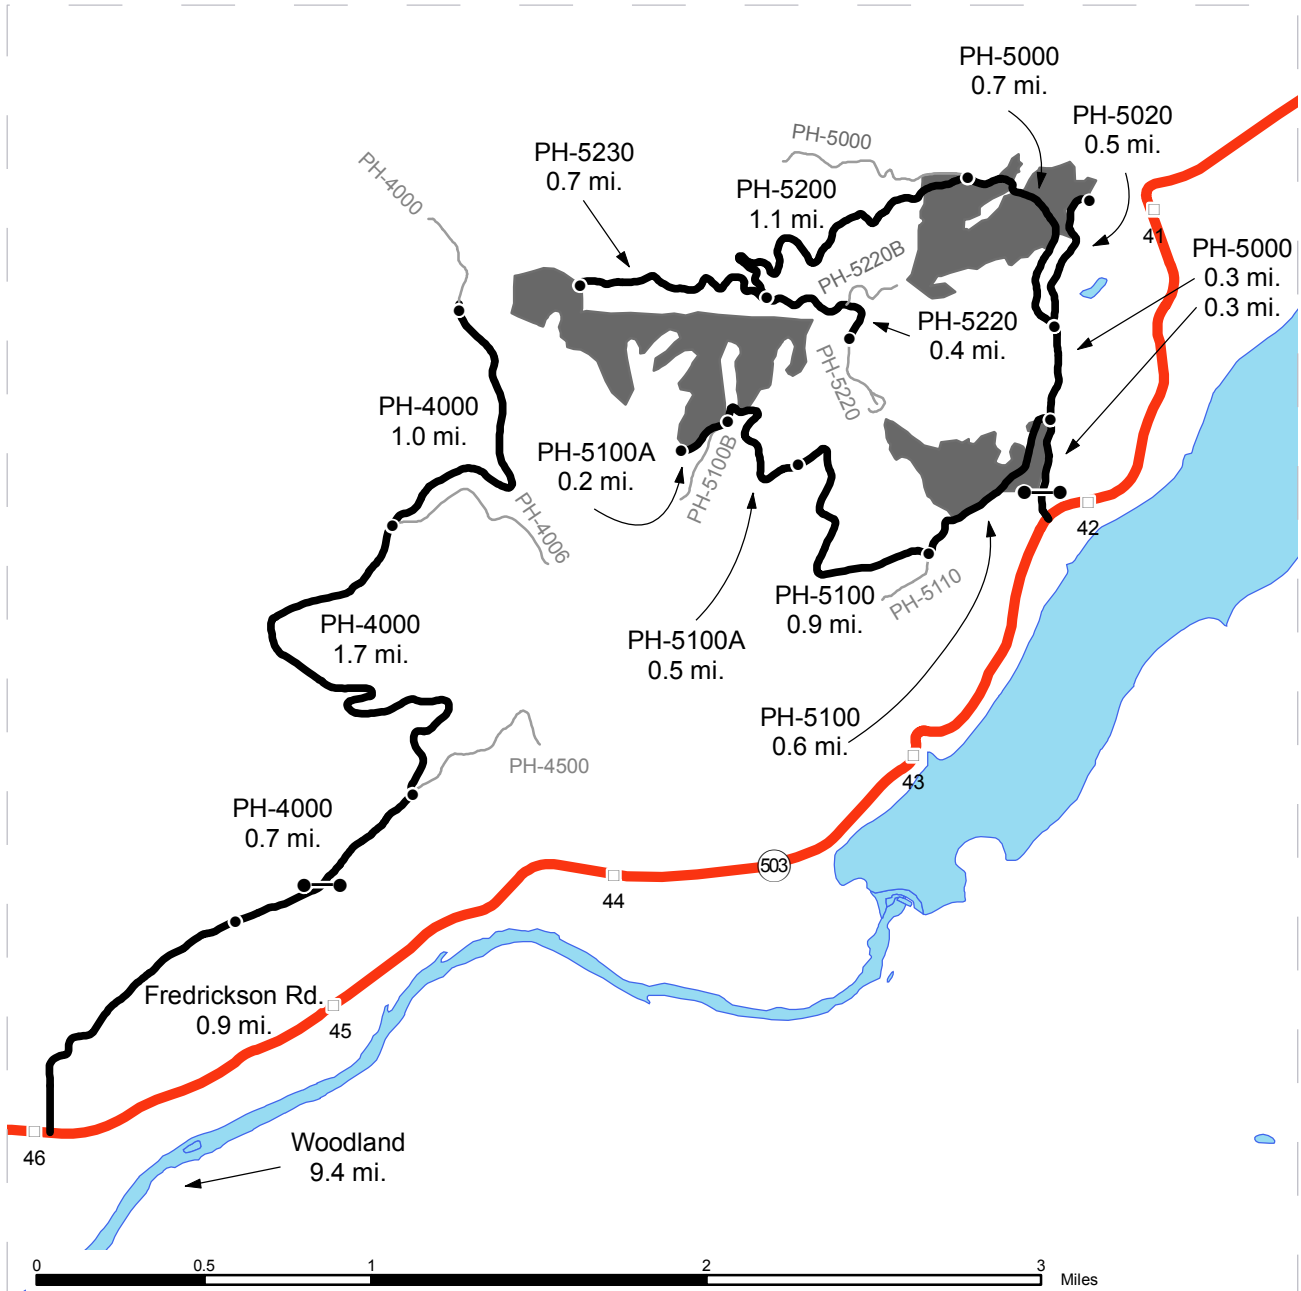 PH-5000
0.7 mi.
PH-5020
0.5 mi.
PH-5000
PH-5230
0.7 mi.
PH-4000
PH-5200
1.1 mi.
41
PH-5000
0.3 mi.
0.3 mi.
PH-5220B
PH-5220
0.4 mi.
PH-5220
PH-4000
1.0 mi.
PH-5100A
0.2 mi.
PH-5100B
PH-4006
42
PH-5110
PH-5100
0.9 mi.
PH-4000
1.7 mi.
PH-5100A
0.5 mi.
PH-5100
0.6 mi.
PH-4500
43
PH-4000
0.7 mi.
503
44
Fredrickson Rd.
0.9 mi.
45
46
Woodland
9.4 mi.
0 0.5 1 2 3
Miles